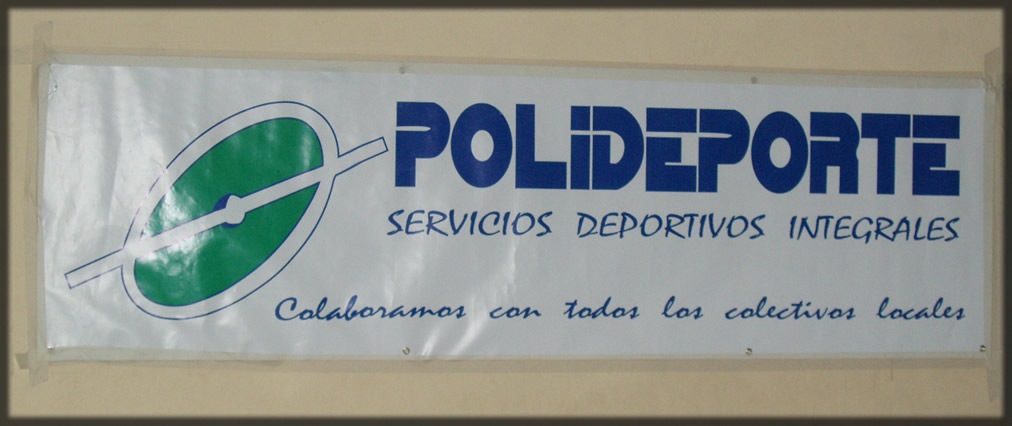 POLIDEPORTE
SERVICIOS DEPORTIVOS INTEGRALES
Colaboramos con todos los colectivos locales